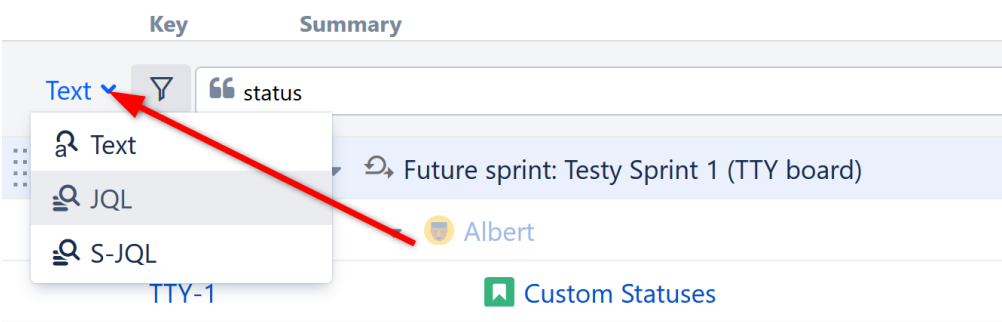 Key Summary
Text status
Text
Future sprint: Testy Sprint 1 (TTY board)
JQL
Albert
S-JQL
TTY-1 Custom Statuses